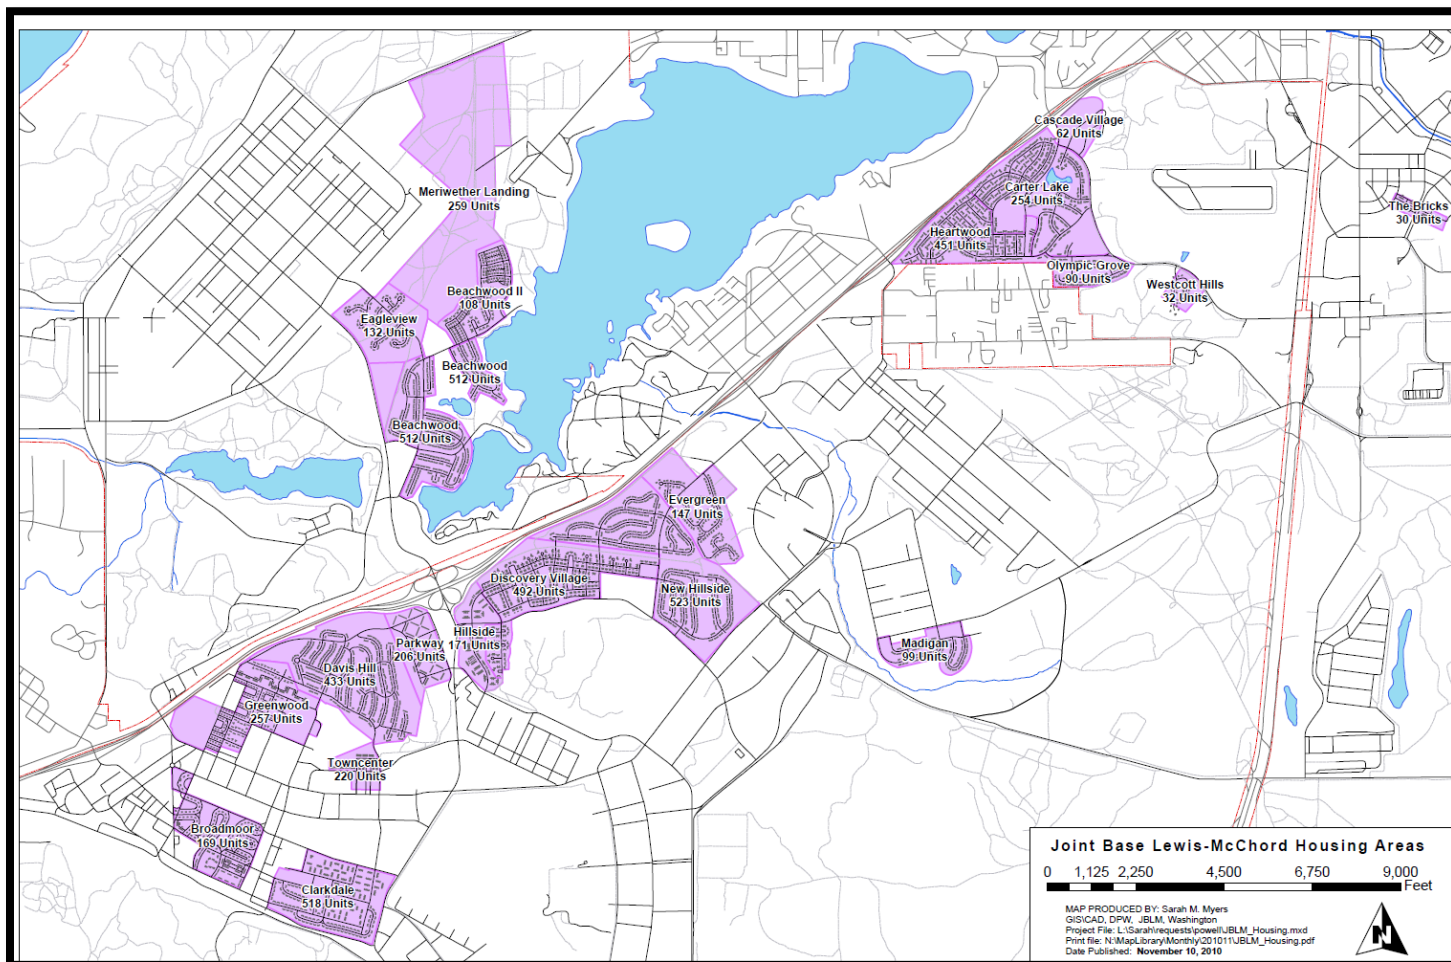 Cascade Village
62 Units
Meriwether Landing
259 Units
Carter Lake
254 Units
The Bricks
30 Units
Heartwood
451 Units
Olympic Grove
90 Units
Westcott Hills
32 Units
Beachwood II
108 Units
Eagleview
132 Units
Beachwood
512 Units
Beachwood
512 Units
Evergreen
147 Units
Discovery Village
492 Units
New Hillside
523 Units
Hillside
171 Units
Parkway
206 Units
Madigan
99 Units
Davis Hill
433 Units
Greenwood
257 Units
Towncenter
220 Units
Broadmoor
169 Units
Clarkdale
518 Units
Joint Base Lewis-McChord Housing Areas
0 1,125 2,250 4,500 6,750 9,000
Feet
MAP PRODUCED BY: Sarah M. Myers
GIS\CAD, DPW, JBLM, Washington
Project File: L:\Sarah\requests\powell\JBLM_Housing.mxd
Print file: N:\MapLibrary\Monthly\201011\JBLM_Housing.pdf
Date Published: November 10, 2010
N